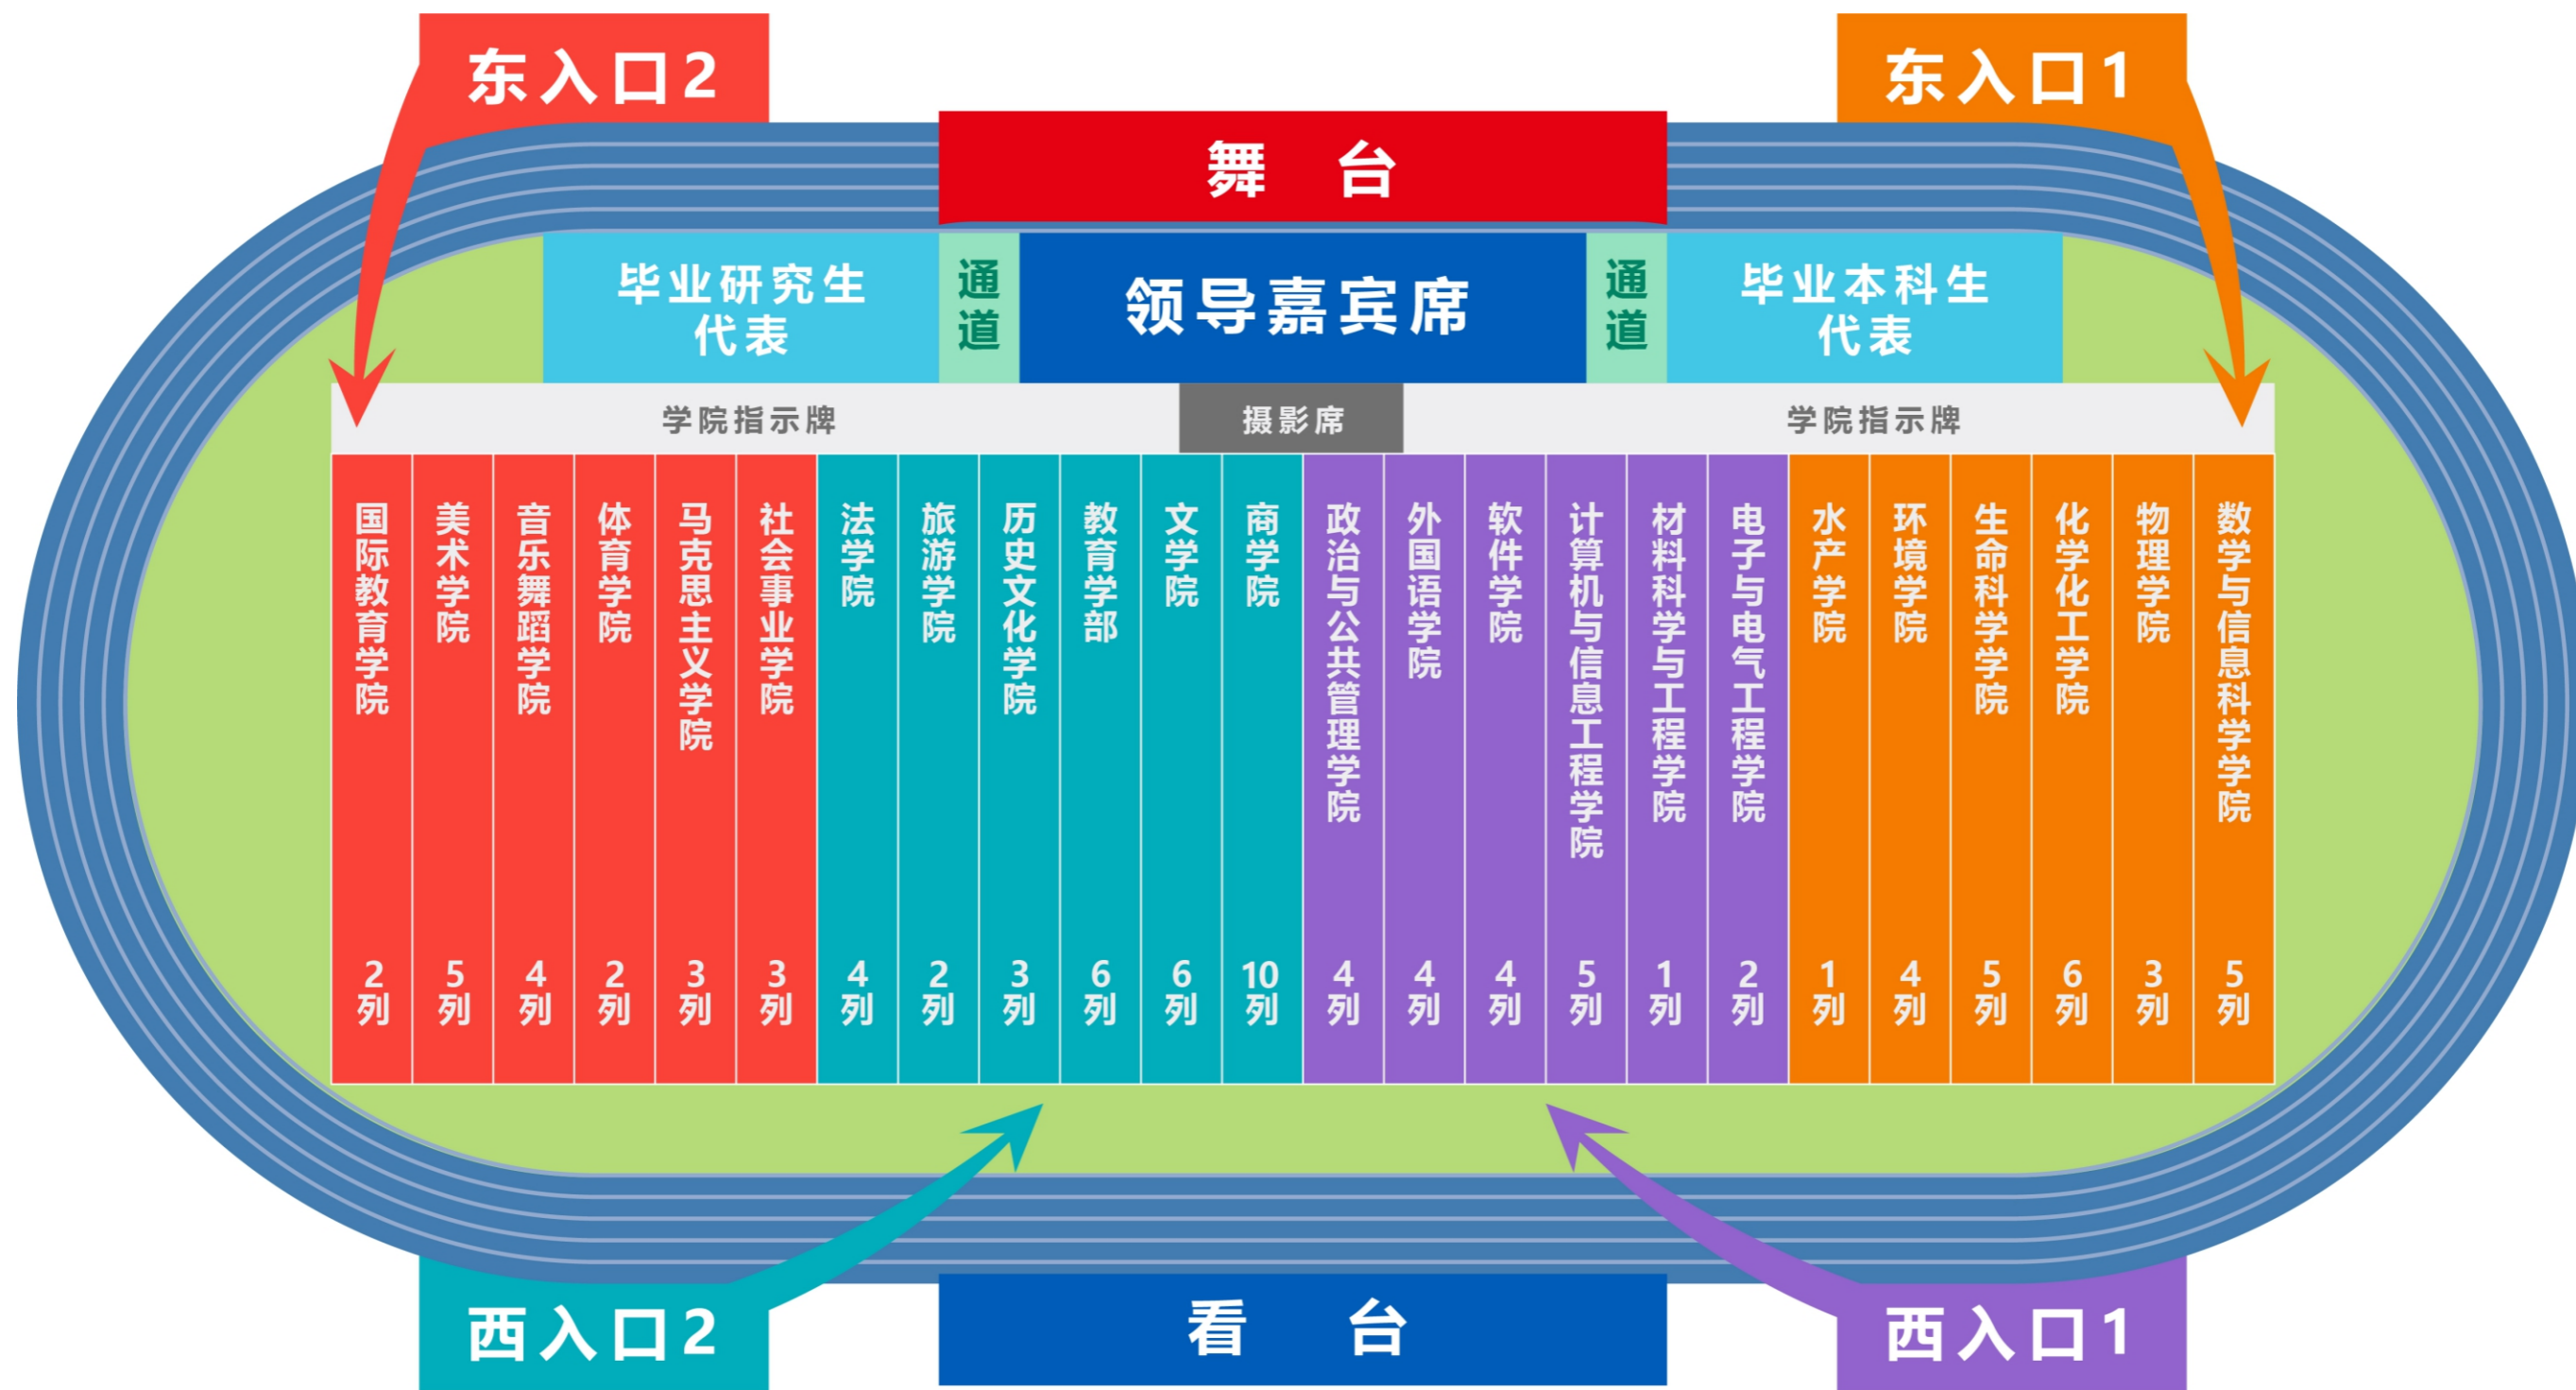 东入口2
东入口1
舞 台
毕业研究生
代表
通道
领导嘉宾席
通道
毕业本科生
代表
学院指示牌
摄影席
学院指示牌
国际教育学院
2列
美术学院
5列
音乐舞蹈学院
4列
体育学院
2列
马克思主义学院
3列
社会事业学院
3列
法学院
4列
旅游学院
2列
历史文化学院
3列
教育学部
6列
文学院
6列
商学院
10列
政治与公共管理学院
4列
外国语学院
4列
软件学院
4列
计算机与信息工程学院
5列
材料科学与工程学院
1列
电子与电气工程学院
2列
水产学院
1列
环境学院
4列
生命科学学院
5列
化学化工学院
6列
物理学院
3列
数学与信息科学学院
5列
西入口2
看 台
西入口1